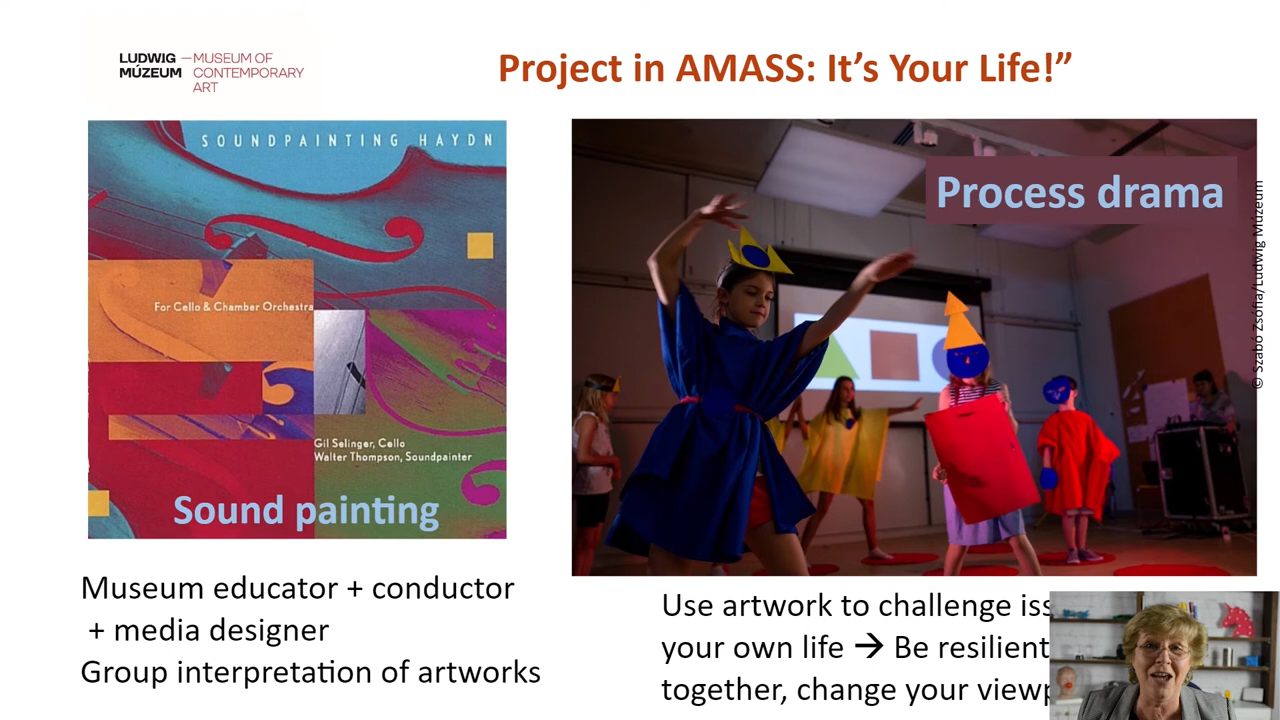 LUDWIG — MUSEUM OF
MÚZEUM CONTEMPORARY
ART
Project in AMASS: It’s Your Life!”
SOUNDPAINTING HAYDN
For Cello & Chamber Orchestra
Gil Selinger, Cello
Walter Thompson, Soundpainter
Sound painting
Process drama
© Szabó Zsófia/Ludwig Múzeum
Museum educator + conductor
+ media designer
Group interpretation of artworks
Use artwork to challenge
your own life → Be resilient
together, change your